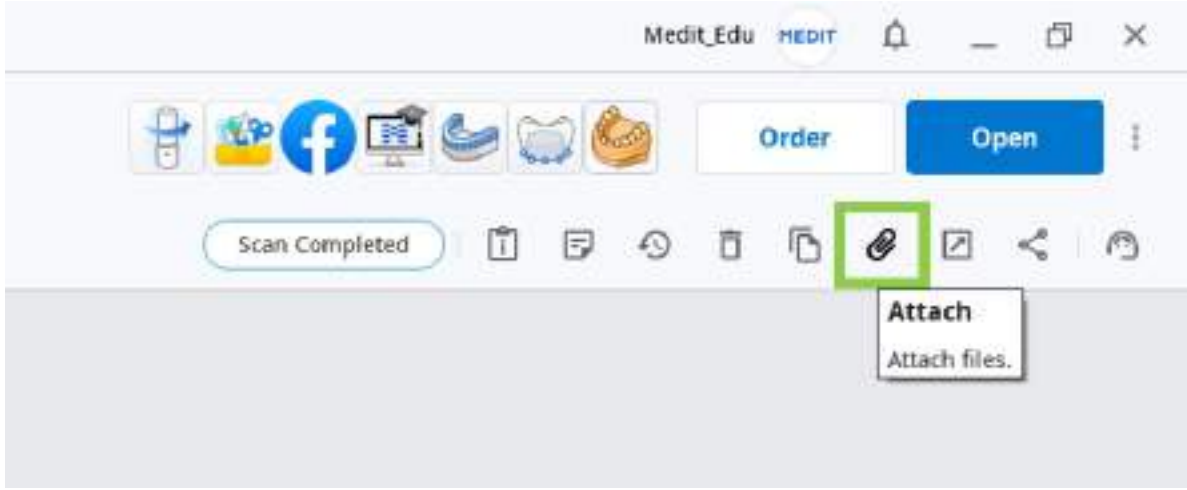 Medit_Edu MEDIT
Order Open
Scan Completed
Attach
Attach files.